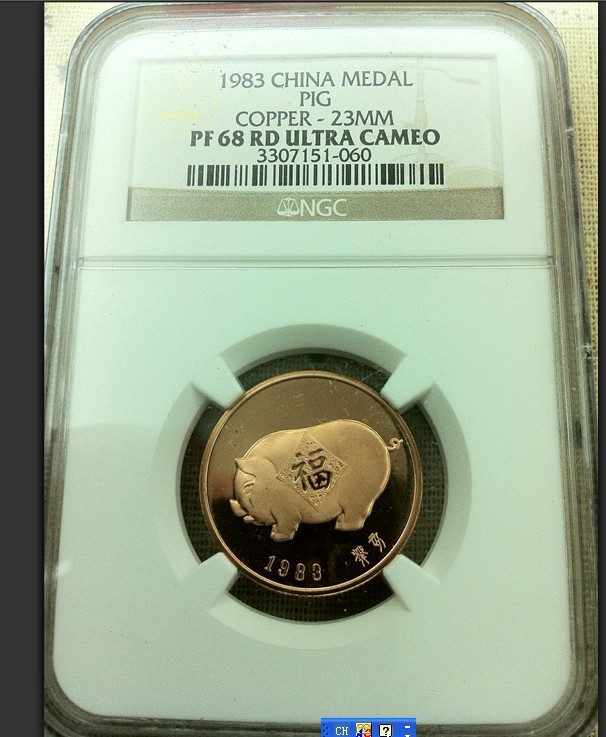 1983 CHINA MEDAL
PIG
COPPER - 23MM
PF 68 RD ULTRA CAMEO
3307151-060
NGC
福
1983 癸亥
CH